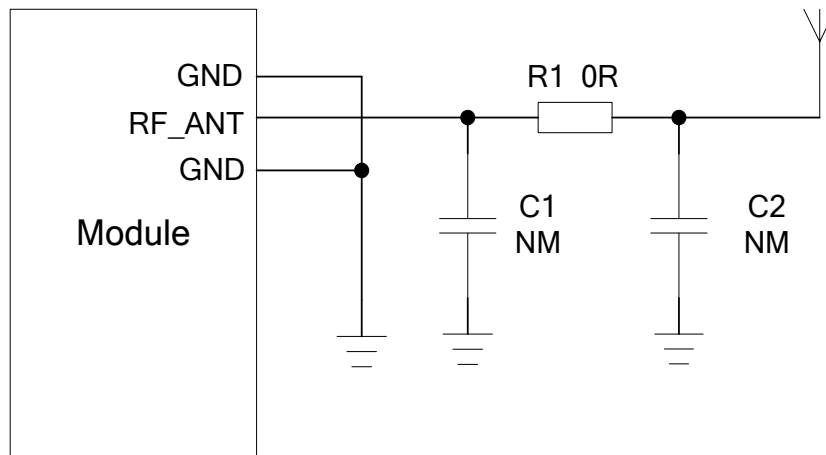 GND
R1 0R
RF_ANT
GND
C1
NM
C2
NM
Module